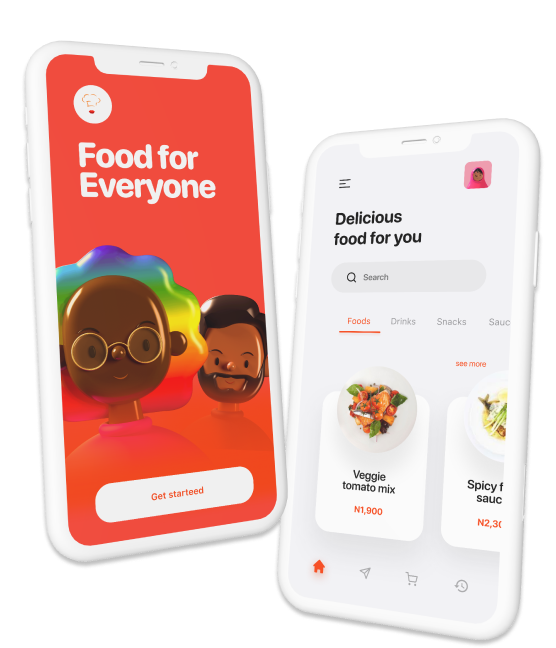 Food for
Everyone
Get starteed
Delicious
food for you
Search
Foods Drinks Snacks Sauc
see more
Veggie
tomato mix
N1,900
Spicy f
sauc
N2,30